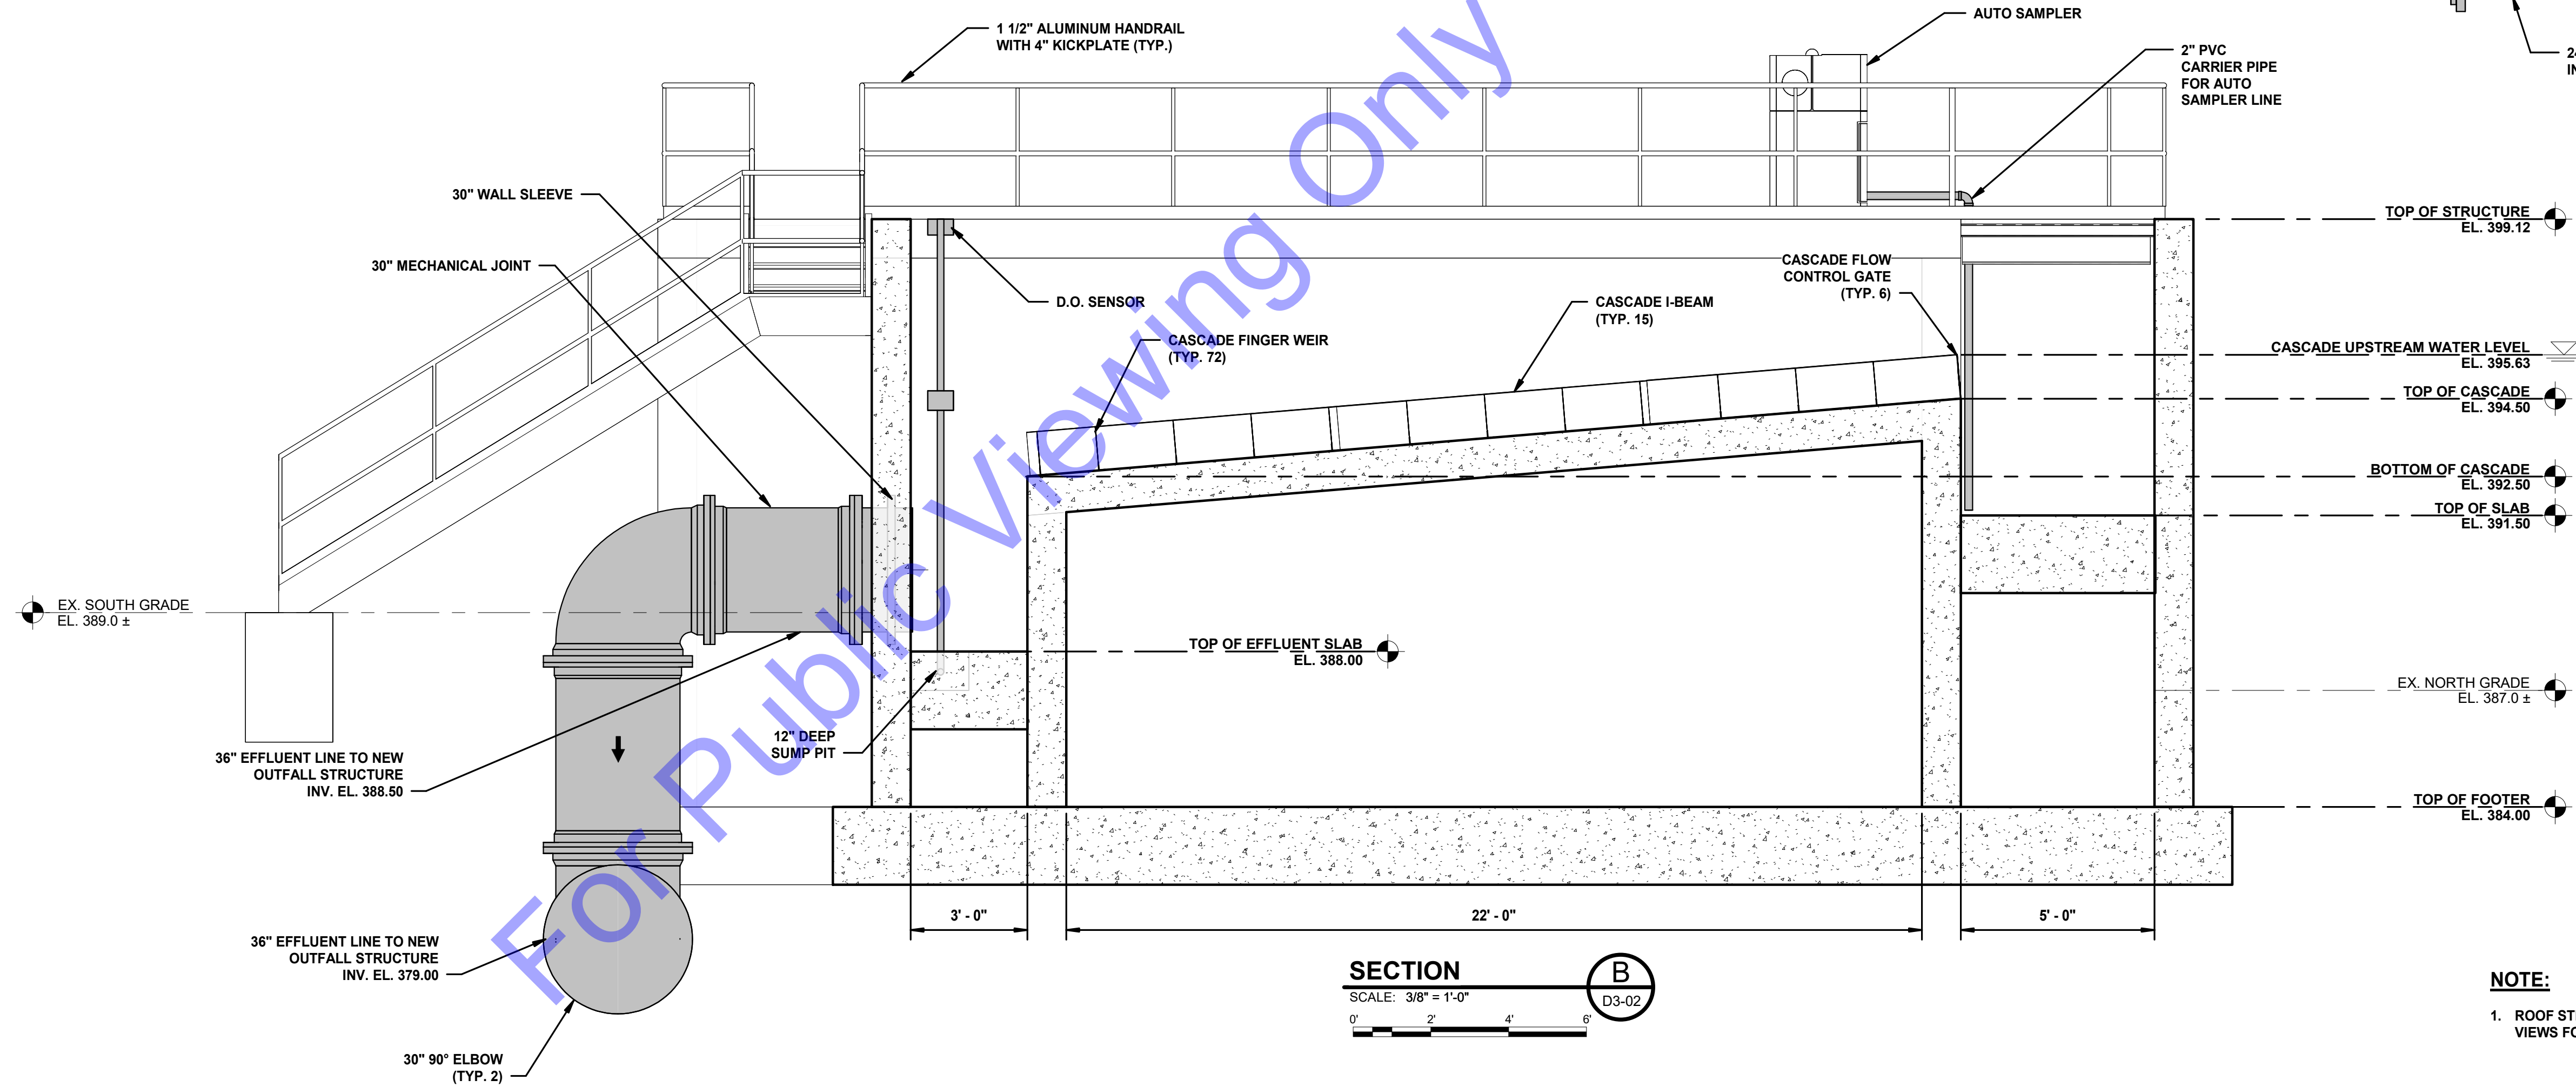 1 1/2" ALUMINUM HANDRAIL
WITH 4" KICKPLATE (TYP.)
AUTO SAMPLER
2" PVC
CARRIER PIPE
FOR AUTO
SAMPLER LINE
30" WALL SLEEVE
30" MECHANICAL JOINT
D.O. SENSOR
CASCADE FINGER WEIR
(TYP. 72)
CASCADE I-BEAM
(TYP. 15)
CASCADE FLOW
CONTROL GATE
(TYP. 6)
TOP OF STRUCTURE
EL. 399.12
CASCADE UPSTREAM WATER LEVEL
EL. 395.63
TOP OF CASCADE
EL. 394.50
BOTTOM OF CASCADE
EL. 392.50
TOP OF SLAB
EL. 391.50
EX. SOUTH GRADE
EL. 389.0 ±
TOP OF EFFLUENT SLAB
EL. 388.00
EX. NORTH GRADE
EL. 387.0 ±
12" DEEP
SUMP PIT
36" EFFLUENT LINE TO NEW
OUTFALL STRUCTURE
INV. EL. 388.50
TOP OF FOOTER
EL. 384.00
3' - 0"
22' - 0"
5' - 0"
36" EFFLUENT LINE TO NEW
OUTFALL STRUCTURE
INV. EL. 379.00
30" 90° ELBOW
(TYP. 2)
SECTION
B
D3-02
SCALE: 3/8" = 1'-0"
0' 2' 4' 6'
NOTE:
1. ROOF
VIEWS
For Public Viewing Only